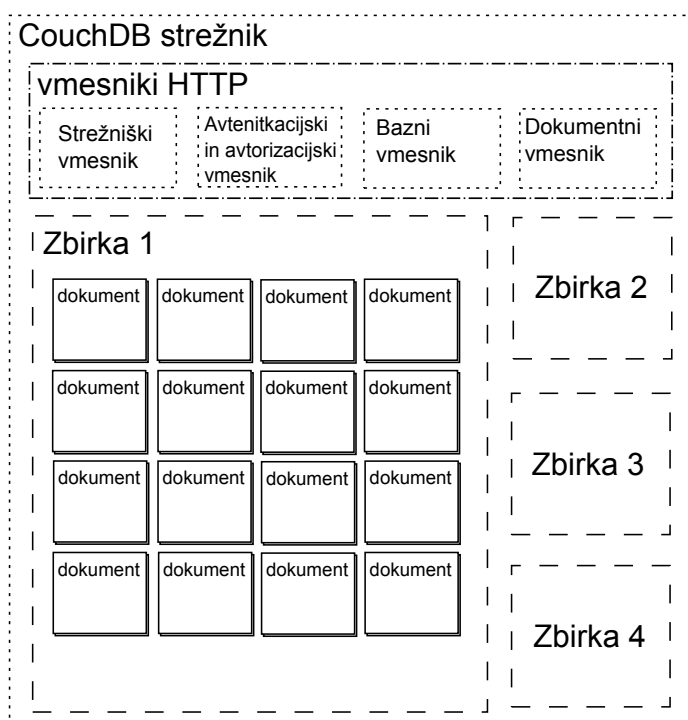 CouchDB strežnik
vmesniki HTTP
Strežniški
vmesnik
Avtenitkacijski
in avtorizacijski
vmesnik
Bazni
vmesnik
Dokumentni
vmesnik
Zbirka 1
dokument dokument dokument dokument
dokument dokument dokument dokument
dokument dokument dokument dokument
dokument dokument dokument dokument
Zbirka 2
Zbirka 3
Zbirka 4